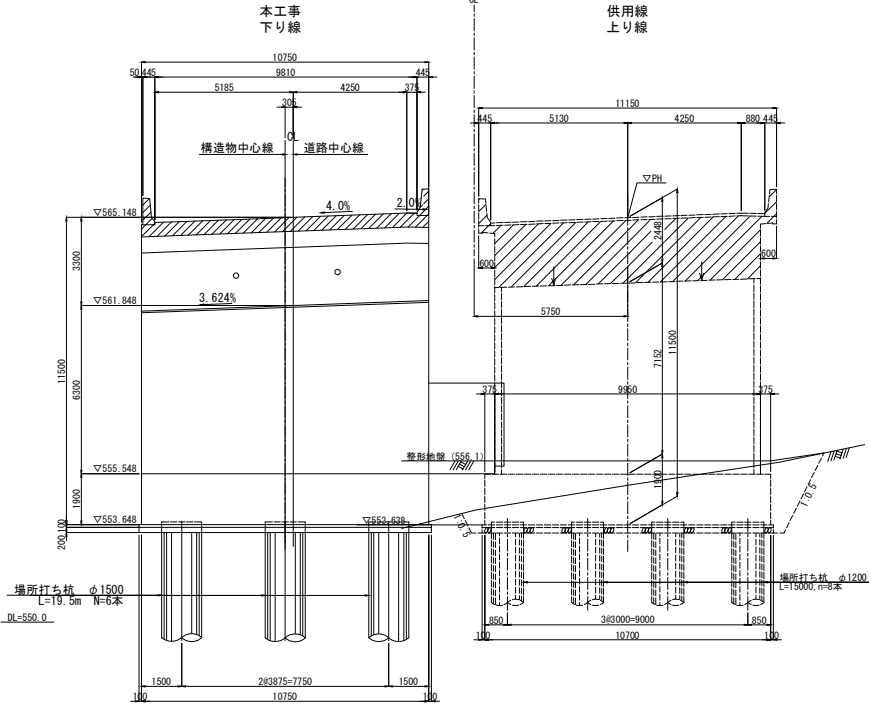 本工事
下り線
供用線
上り線
CL
10750
50 445 9810 445
5185 4250 375
305
CL
構造物中心線 道路中心線
4.0% 2.0%
▽565.148
3300
3.624%
▽561.848
11500
6300
▽555.548
1900
▽553.648
▽553.638
200 100
場所打ち杭 φ1500
L=19.5m N=6本
DL=550.0
1500 2@3875=7750 1500
100 10750 100
11150
445 5130 4250 880 445
▽PH
2448
600 600
5750
7152
11500
375 9950 375
整形地盤 (556.1)
1900
1:0.5
1:0.5
場所打ち杭 φ1200
L=15000, n=8本
850 3@3000=9000 850
100 10700 100